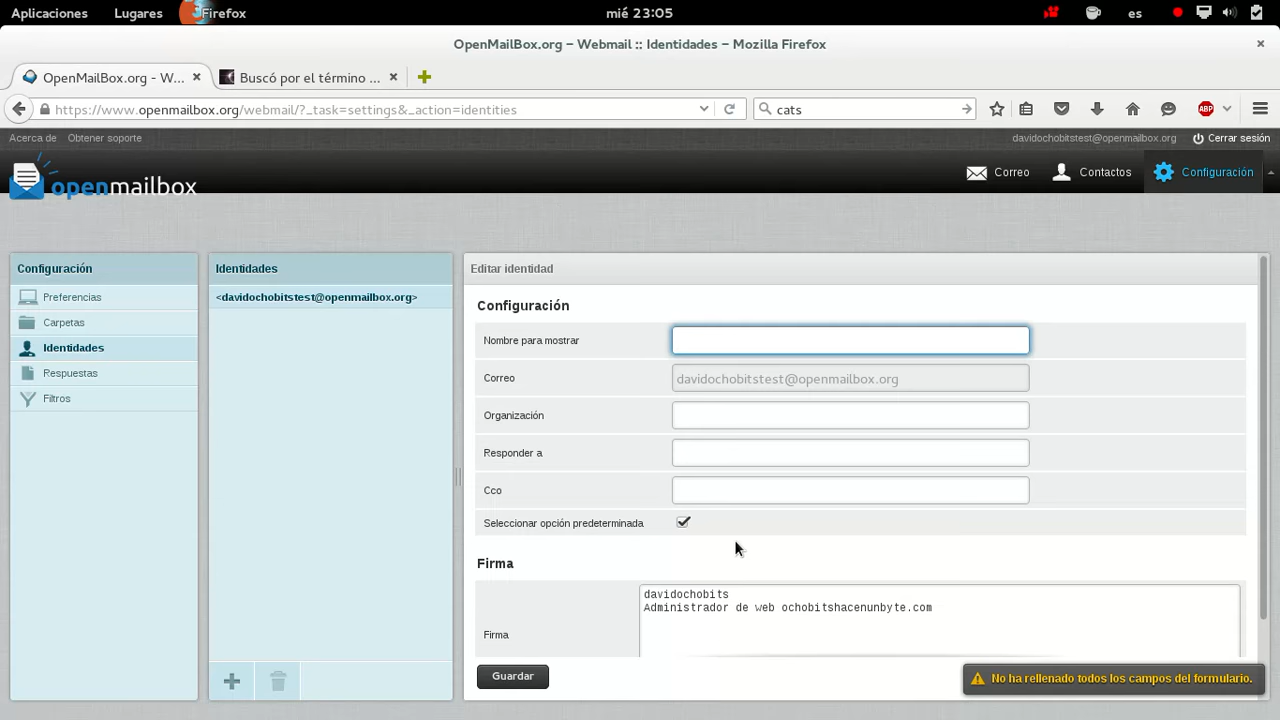 Aplicaciones Lugares Firefox mié 23:05 es
OpenMailBox.org – Webmail :: Identidades – Mozilla Firefox
OpenMailBox.org - W... Buscó por el término ...
https://www.openmailbox.org/webmail/?_task=settings&_action=identities cats ABP
Acerca de Obtener soporte davidochobitstest@openmailbox.org Cerrar sesión
openmailbox Correo Contactos Configuración
Configuración
Preferencias
Carpetas
Identidades
Respuestas
Filtros
Identidades
<davidochobitstest@openmailbox.org>
Editar identidad
Configuración
Nombre para mostrar
Correo davidochobitstest@openmailbox.org
Organización
Responder a
Cco
Seleccionar opción predeterminada
Firma
Firma
davidochobits
Administrador de web ochobitshacenunbyte.com
Guardar
No ha rellenado todos los campos del formulario.